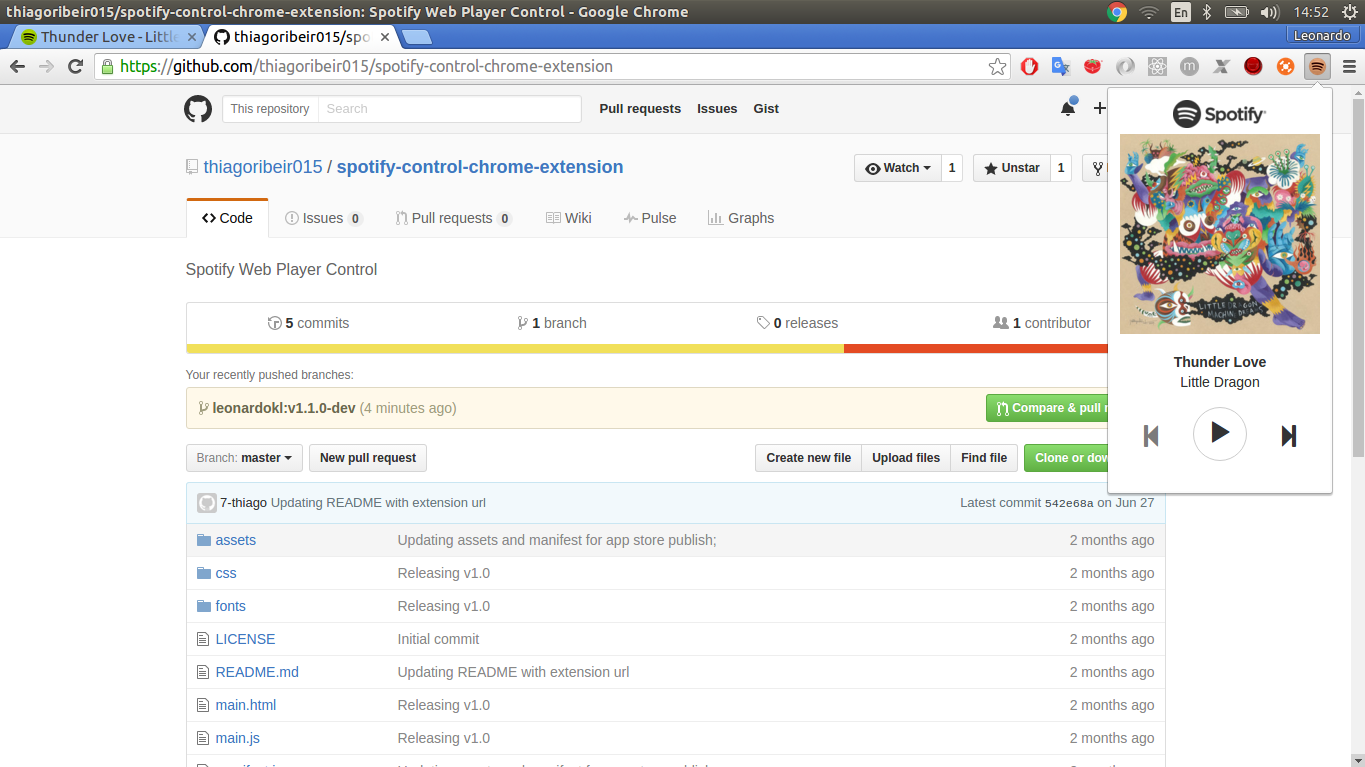 thiagoribeir015/spotify-control-chrome-extension: Spotify Web Player Control - Google Chrome
En
14:52
Thunder Love - Little
thiagoribeir015/spo
Leonardo
https://github.com/thiagoribeir015/spotify-control-chrome-extension
m
This repository
Search
Pull requests
Issues
Gist
Spotify
thiagoribeir015 / spotify-control-chrome-extension
Watch
1
Unstar
1
Code
Issues 0
Pull requests 0
Wiki
Pulse
Graphs
LITTLE DRAGON
MACHINE DREAMS
Spotify Web Player Control
5 commits
1 branch
0 releases
1 contributor
Thunder Love
Little Dragon
Your recently pushed branches:
leonardokl:v1.1.0-dev (4 minutes ago)
Compare & pull
Branch: master
New pull request
Create new file
Upload files
Find file
Clone or
7-thiago Updating README with extension url
Latest commit 542e68a on Jun 27
assets
Updating assets and manifest for app store publish;
2 months ago
css
Releasing v1.0
2 months ago
fonts
Releasing v1.0
2 months ago
LICENSE
Initial commit
2 months ago
README.md
Updating README with extension url
2 months ago
main.html
Releasing v1.0
2 months ago
main.js
Releasing v1.0
2 months ago